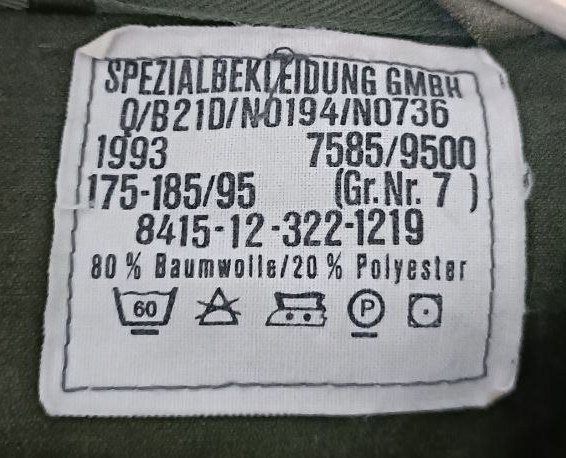 SPEZIALBEKLEIDUNG GMBH
Q/B21D/N0194/N0736
1993 7585/9500
175-185/95 (Gr.Nr. 7 )
8415-12-322-1219
80 % Baumwolle/20 % Polyester
60 P